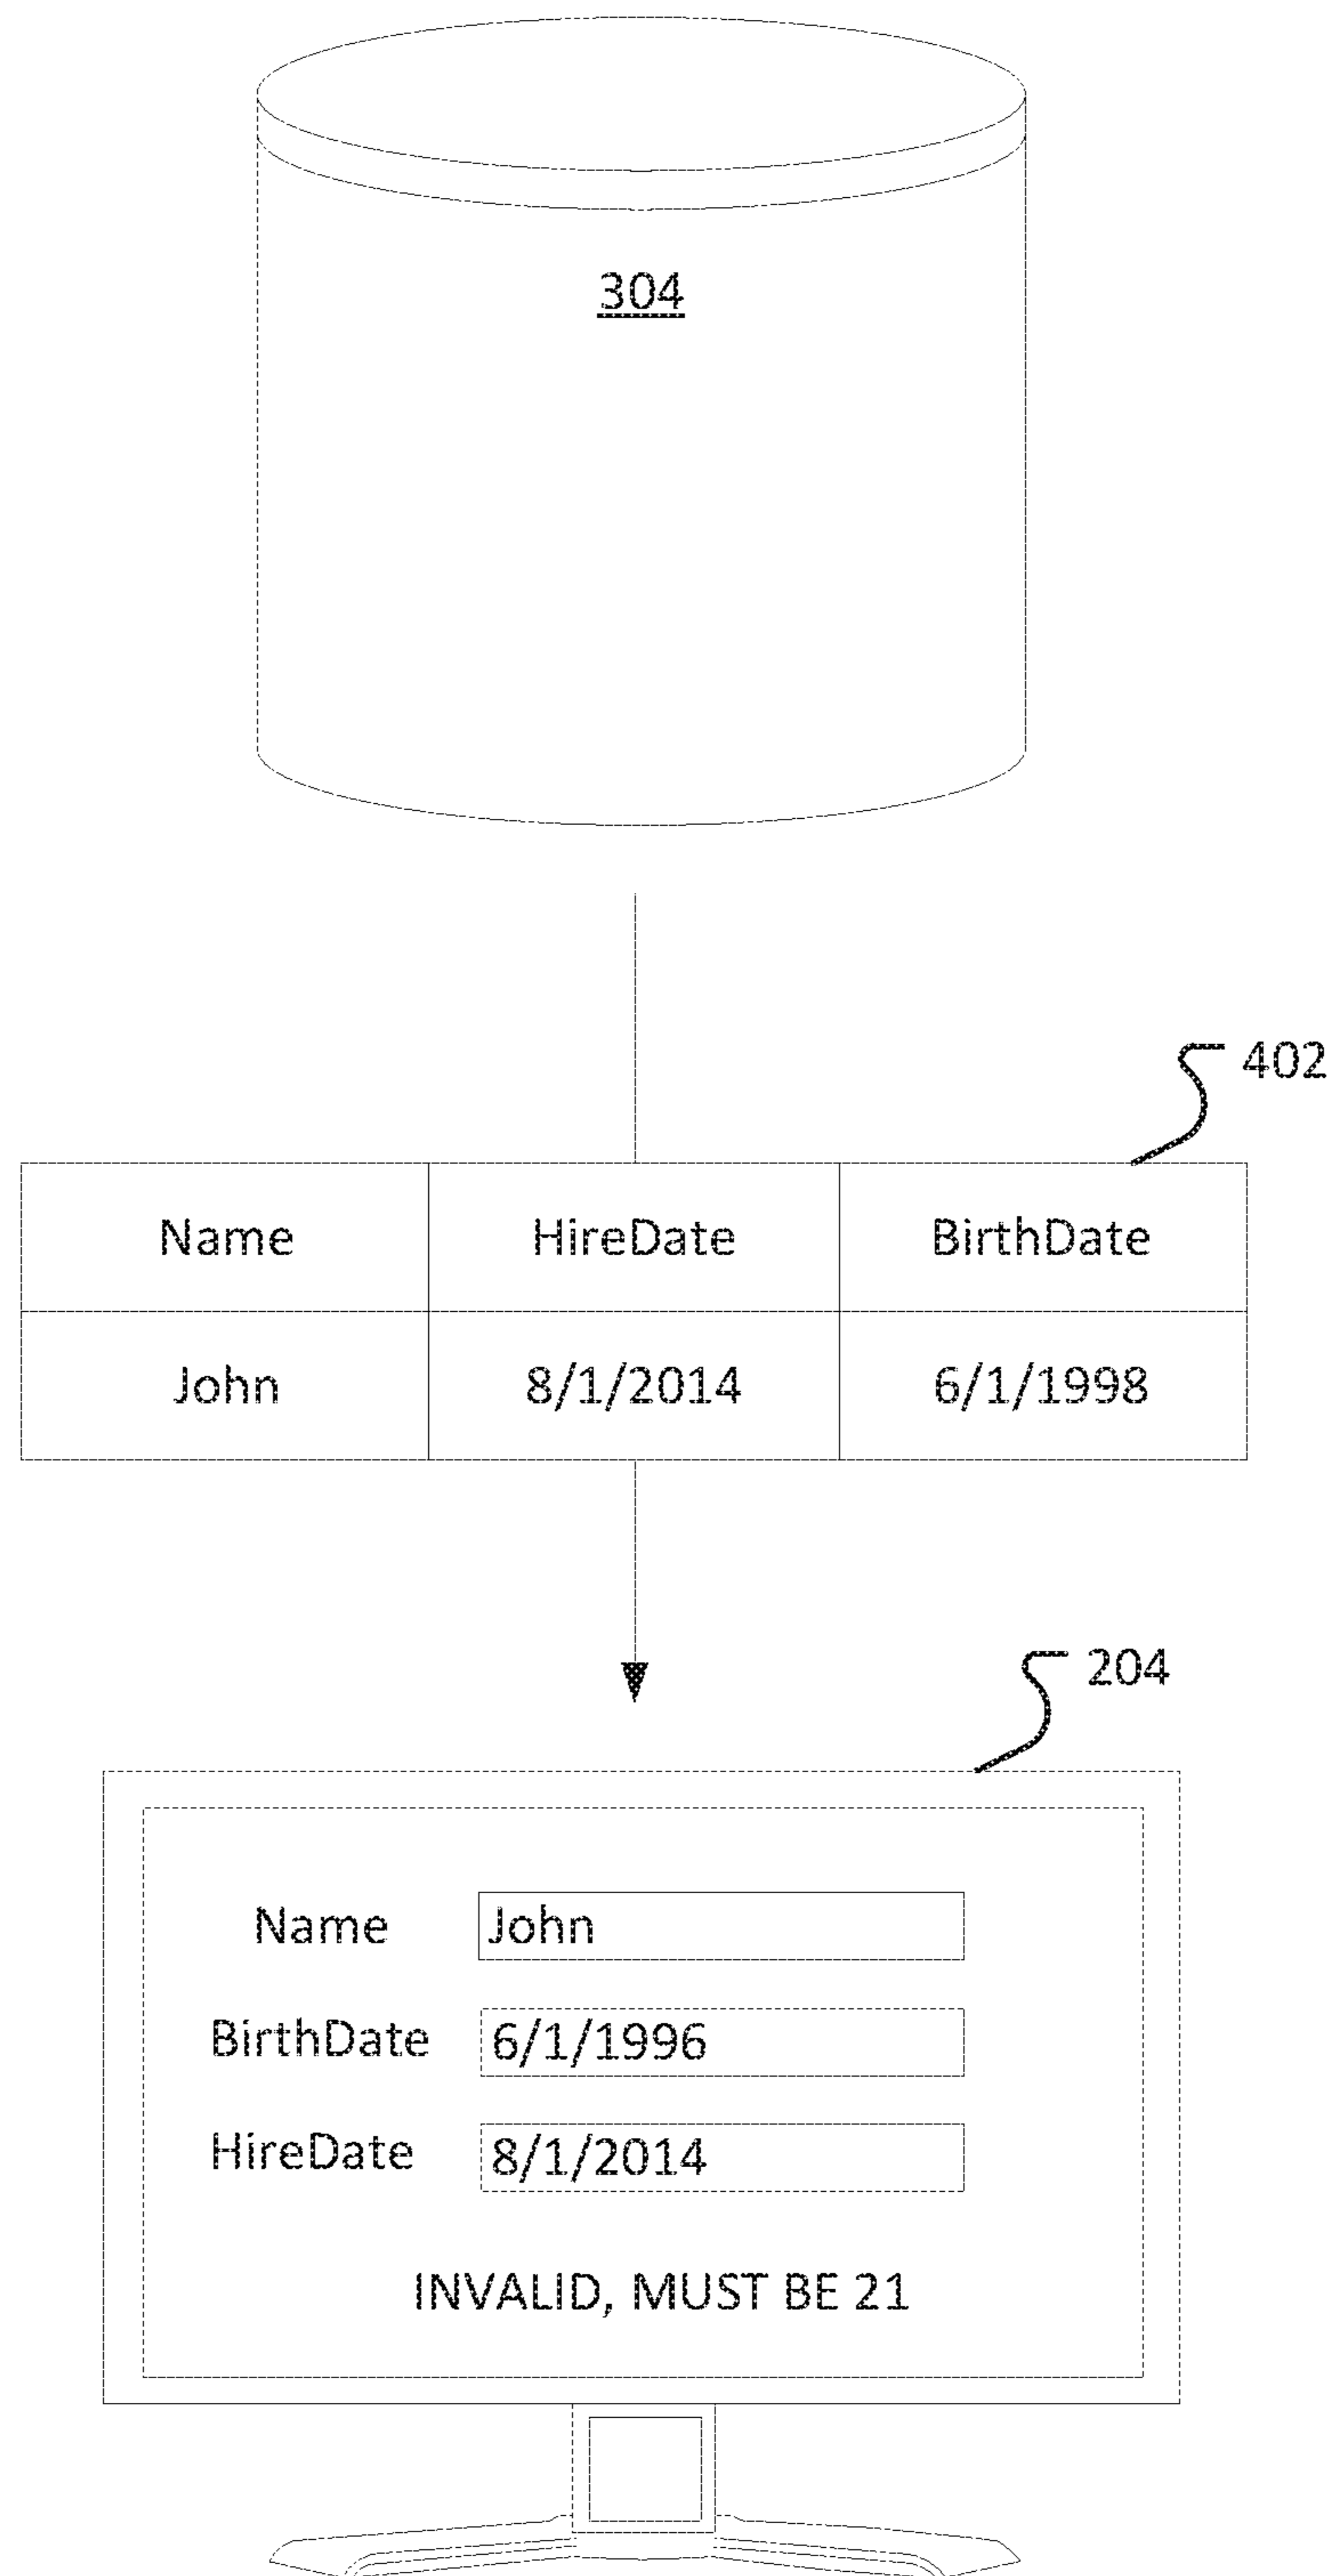 304
402
Name HireDate BirthDate
John 8/1/2014 6/1/1998
204
Name John
BirthDate 6/1/1996
HireDate 8/1/2014
INVALID, MUST BE 21